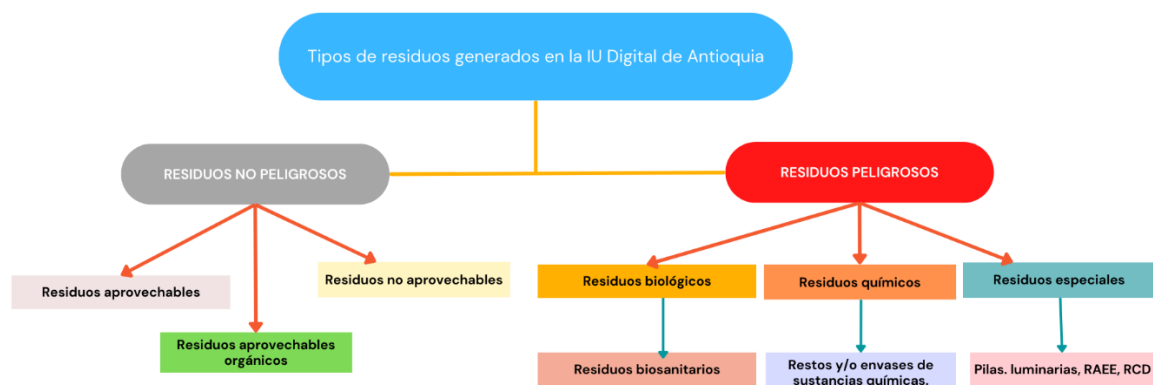 Tipos de residuos generados en la IU Digital de Antioquia
RESIDUOS NO PELIGROSOS
RESIDUOS PELIGROSOS
Residuos aprovechables
Residuos aprovechables
orgánicos
Residuos no aprovechables
Residuos biológicos
Residuos químicos
Residuos especiales
Residuos biosanitarios
Restos y/o envases de
sustancias químicas.
Pilas. luminarias, RAEE, RCD